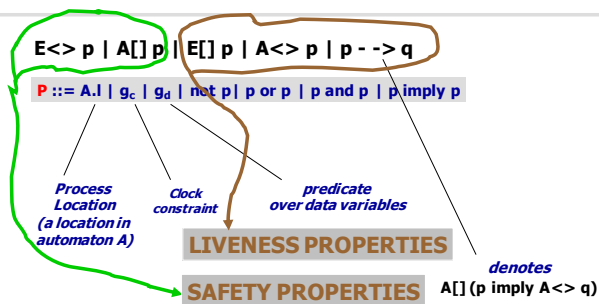 E<> p | A[] p | E[] p | A<> p | p - -> q
P ::= A.l | gc | gd | not p | p or p | p and p | p imply p
Process
Location
(a location in
automaton A)
Clock
constraint
predicate
over data variables
LIVENESS PROPERTIES
denotes
A[] (p imply A<> q)
SAFETY PROPERTIES